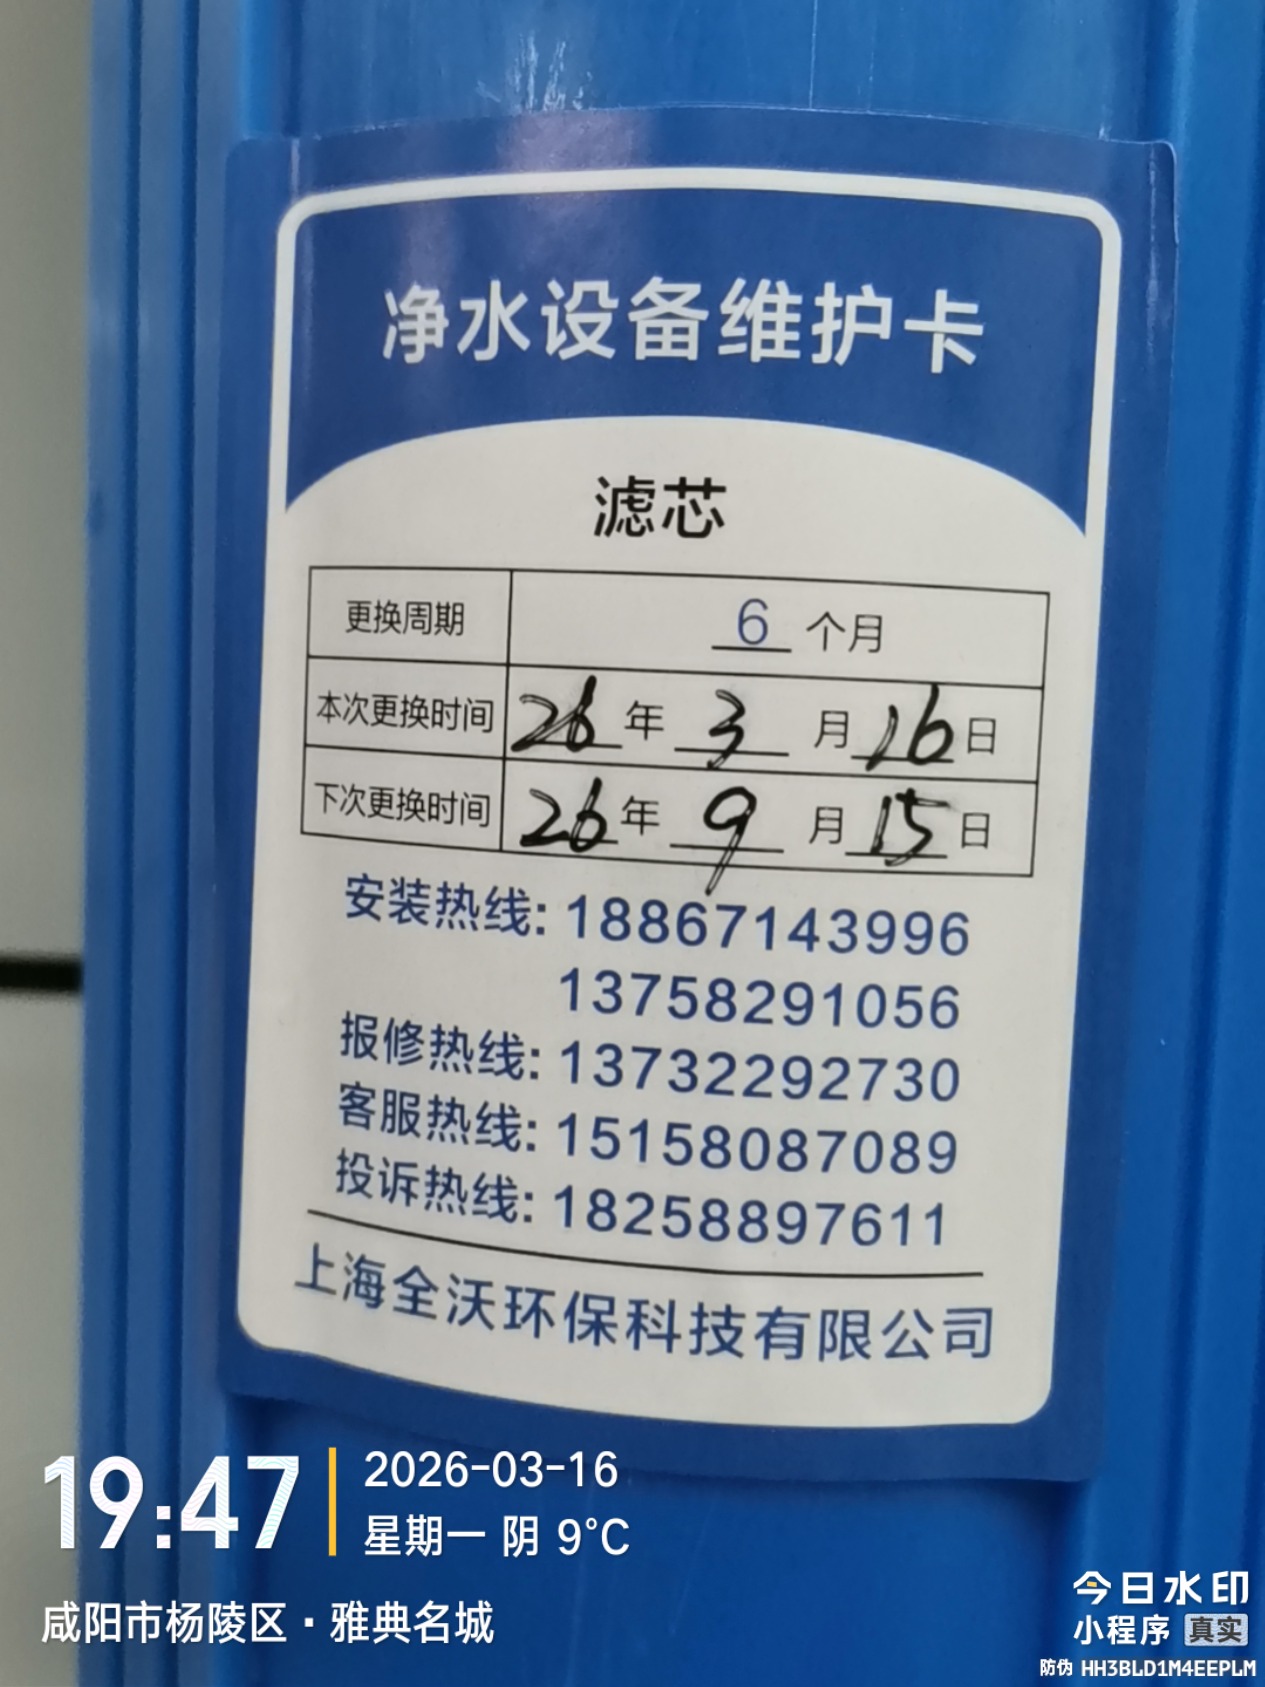 净水设备维护卡
滤芯
更换周期 6 个月
本次更换时间 26 年 3 月 16 日
下次更换时间 26 年 9 月 15 日
安装热线: 18867143996
13758291056
报修热线: 13732292730
客服热线: 15158087089
投诉热线: 18258897611
上海全沃环保科技有限公司
19:47 2026-03-16
星期一 阴 9°C
咸阳市杨陵区·雅典名城
今日水印
小程序 真实
防伪 HH3BLD1M4EEPLM